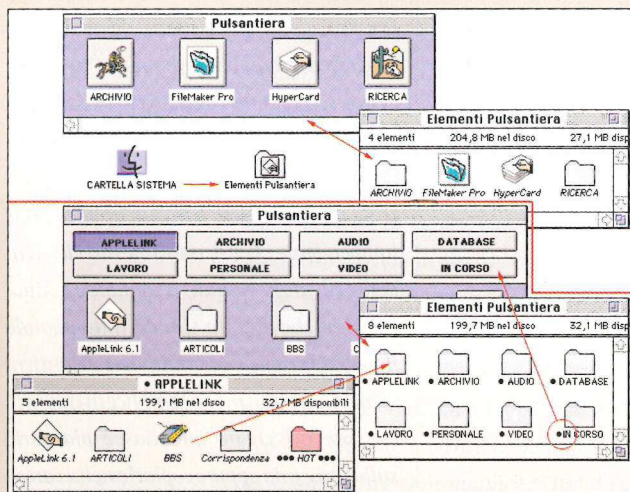 Pulsantiera
ARCHIVIO FileMaker Pro HyperCard RICERCA
Elementi Pulsantiera
4 elementi 204,8 MB nel disco 27,1 MB disp
ARCHIVIO FileMaker Pro HyperCard RICERCA
CARTELLA SISTEMA Elementi Pulsantiera
Pulsantiera
APPLELINK ARCHIVIO AUDIO DATABASE
LAVORO PERSONALE VIDEO IN CORSO
AppleLink 6.1 ARTICOLI BBS C
Elementi Pulsantiera
8 elementi 199,7 MB nel disco 32,1 MB disp
• APPLELINK • ARCHIVIO • AUDIO • DATABASE
• LAVORO • PERSONALE • VIDEO • IN CORSO
• APPLELINK
5 elementi 199,1 MB nel disco 32,7 MB disponibili
AppleLink 6.1 ARTICOLI BBS Corrispondenza ••• NOT •••